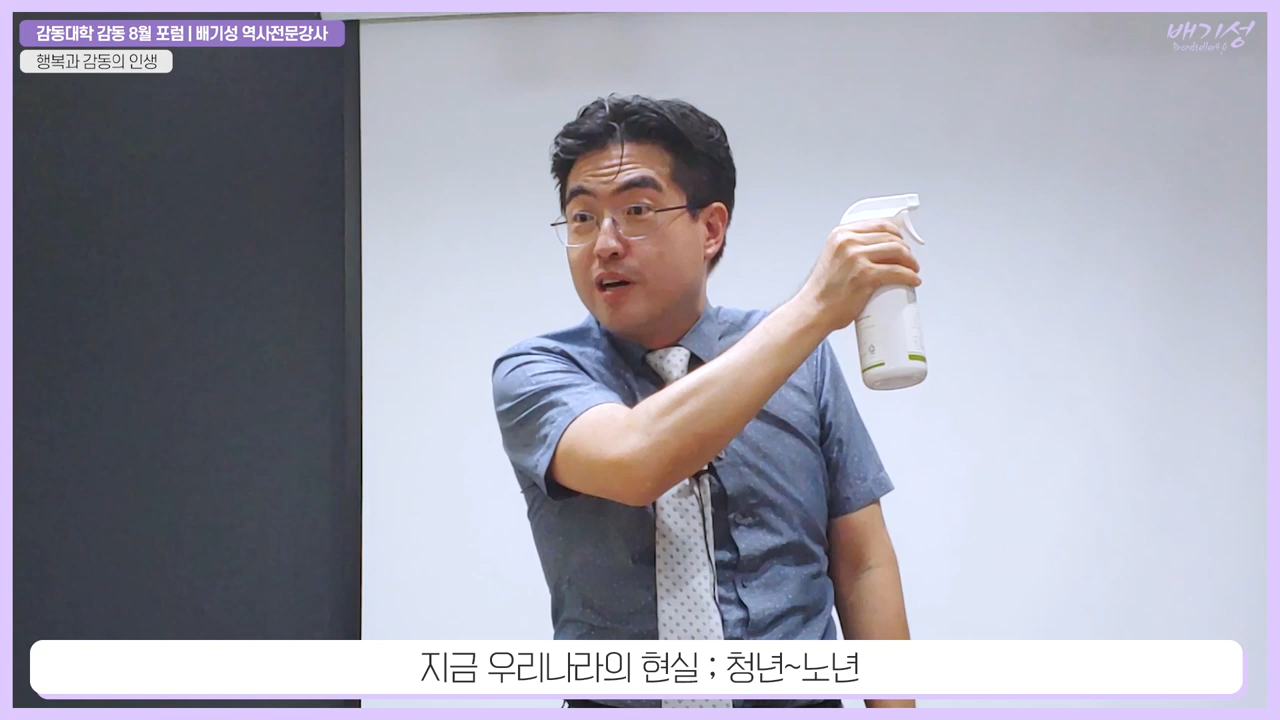 감동대학 감동 8월 포럼 | 배기성 역사전문강사
행복과 감동의 인생
배기성
지금 우리나라의 현실 ; 청년~노년